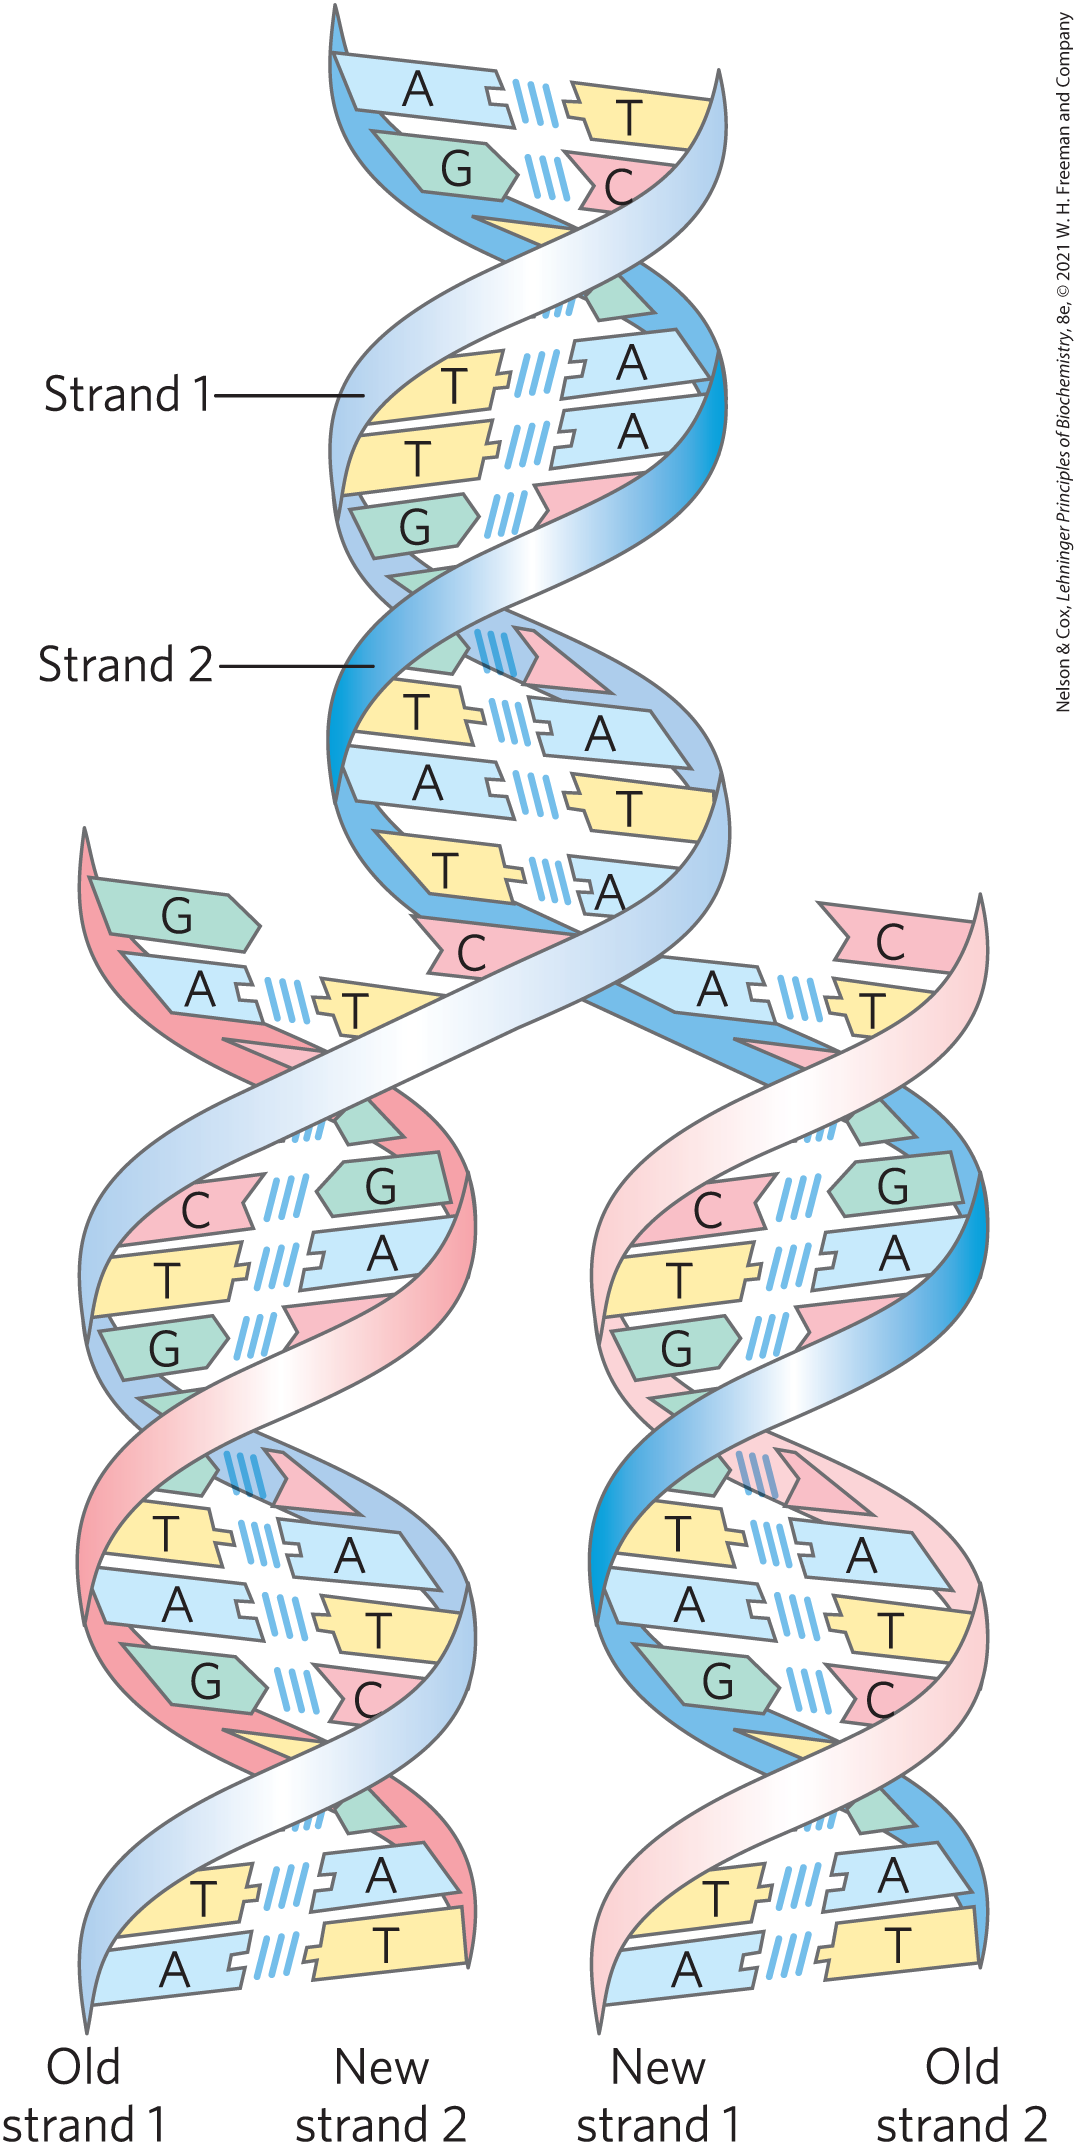 Nelson & Cox, Lehninger Principles of Biochemistry, 8e, © 2021 W. H. Freeman and Company
A T
G C
T A
Strand 1
T A
G
Strand 2
T A
A T
T A
G C C
A T A T
C G C G
T A T A
G G
T A T A
A T A T
G C G C
T A T A
A T A T
Old New New Old
strand 1 strand 2 strand 1 strand 2